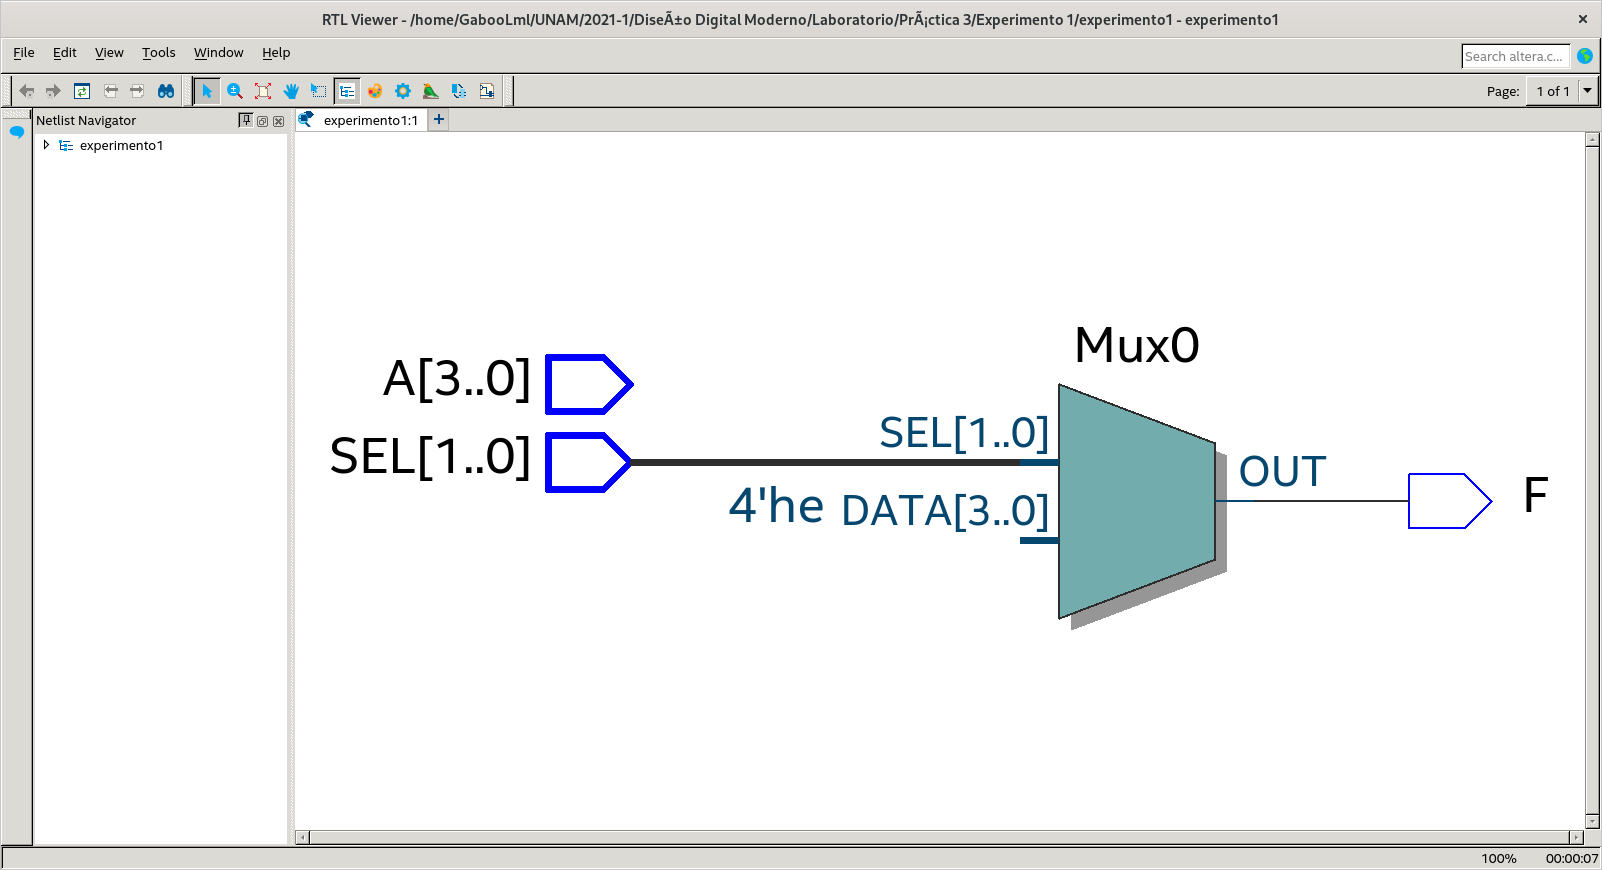 RTL Viewer - /home/GabooLml/UNAM/2021-1/DiseÃ±o Digital Moderno/Laboratorio/PrÃ¡ctica 3/Experimento 1/experimento1 - experimento1
File Edit View Tools Window Help
Search altera.c...
Page: 1 of 1
Netlist Navigator
experimento1:1
experimento1
Mux0
A[3..0]
SEL[1..0]
SEL[1..0]
4'he DATA[3..0]
OUT
F
100% 00:00:07